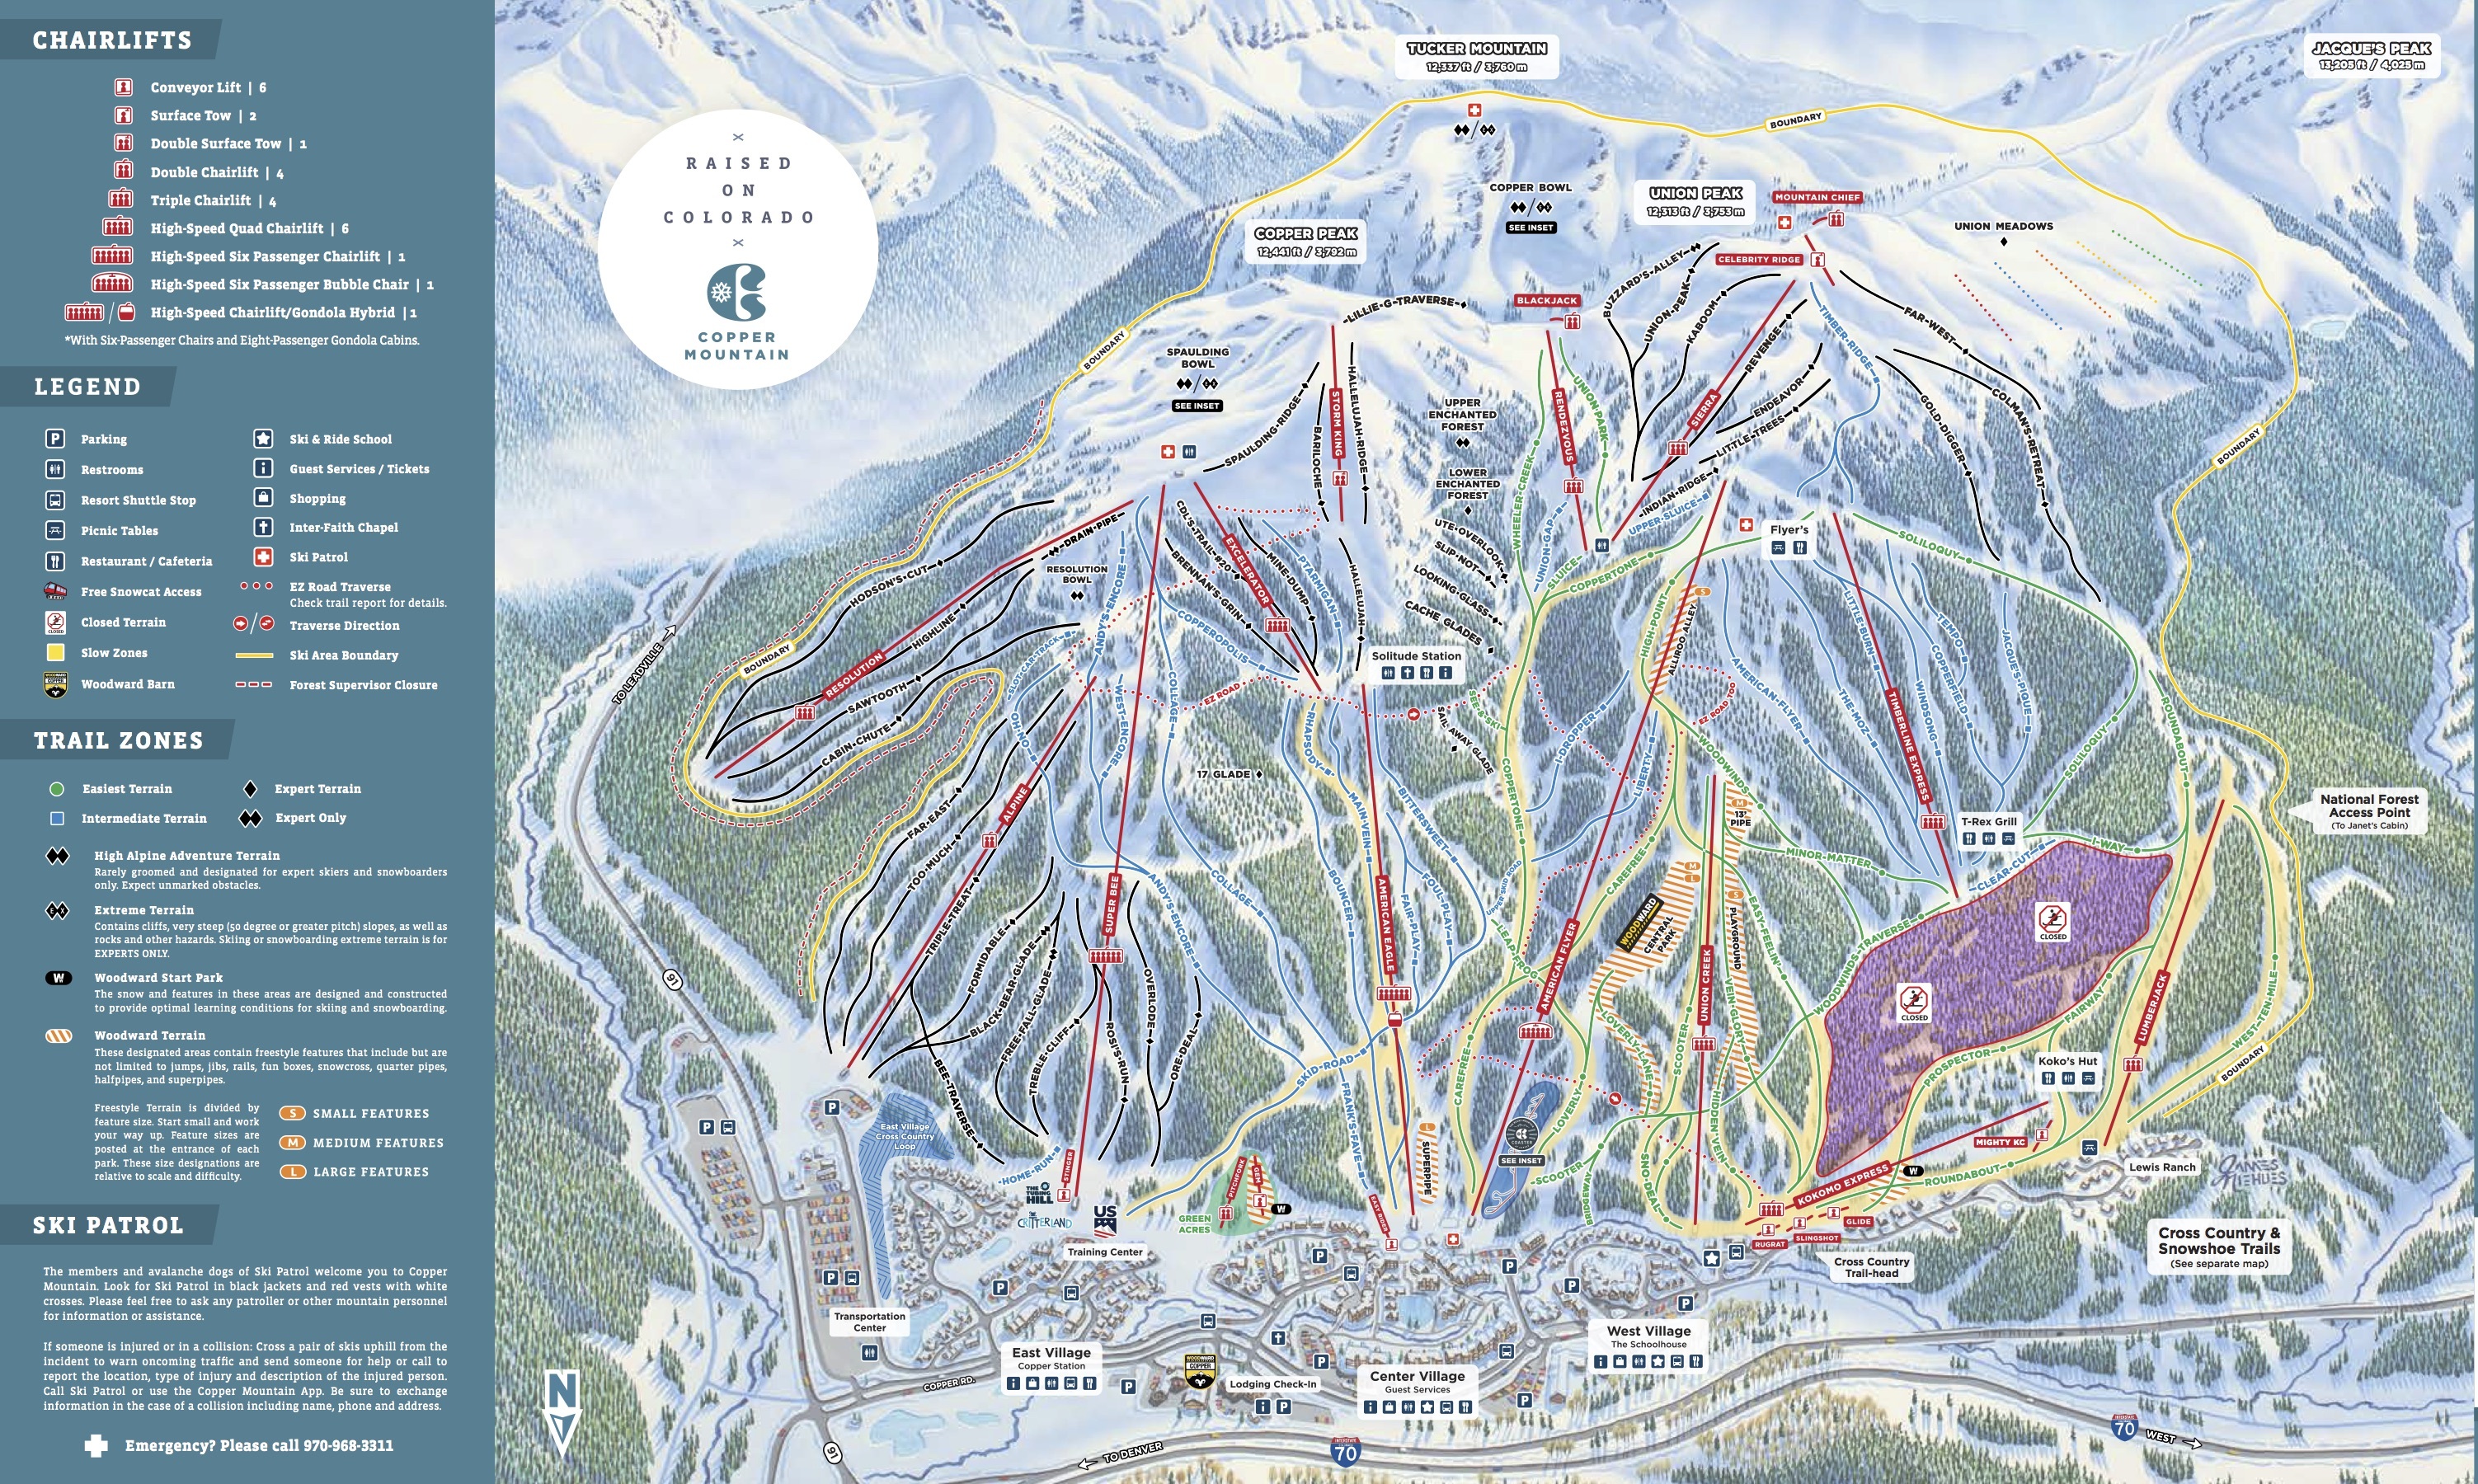 CHAIRLIFTS
Conveyor Lift | 6
Surface Tow | 2
Double Surface Tow | 1
Double Chairlift | 4
Triple Chairlift | 4
High-Speed Quad Chairlift | 6
High-Speed Six Passenger Chairlift | 1
High-Speed Six Passenger Bubble Chair | 1
High-Speed Chairlift/Gondola Hybrid | 1
*With Six-Passenger Chairs and Eight-Passenger Gondola Cabins.
LEGEND
P Parking
Restrooms
Resort Shuttle Stop
Picnic Tables
Restaurant / Cafeteria
Free Snowcat Access
CLOSED Closed Terrain
Slow Zones
Woodward Barn
Ski & Ride School
i Guest Services / Tickets
Shopping
Inter-Faith Chapel
Ski Patrol
EZ Road Traverse
Check trail report for details.
Traverse Direction
Ski Area Boundary
Forest Supervisor Closure
TRAIL ZONES
Easiest Terrain
Expert Terrain
Intermediate Terrain
Expert Only
High Alpine Adventure Terrain
Rarely groomed and designated for expert skiers and snowboarders
only. Expect unmarked obstacles.
EX Extreme Terrain
Contains cliffs, very steep (50 degree or greater pitch) slopes, as well as
rocks and other hazards. Skiing or snowboarding extreme terrain is for
EXPERTS ONLY.
W Woodward Start Park
The snow and features in these areas are designed and constructed
to provide optimal learning conditions for skiing and snowboarding.
Woodward Terrain
These designated areas contain freestyle features that include but are
not limited to jumps, jibs, rails, fun boxes, snowcross, quarter pipes,
halfpipes, and superpipes.
Freestyle Terrain is divided by
feature size. Start small and work
your way up. Feature sizes are
posted at the entrance of each
park. These size designations are
relative to scale and difficulty.
S SMALL FEATURES
M MEDIUM FEATURES
L LARGE FEATURES
SKI PATROL
The members and avalanche dogs of Ski Patrol welcome you to Copper
Mountain. Look for Ski Patrol in black jackets and red vests with white
crosses. Please feel free to ask any patroller or other mountain personnel
for information or assistance.
If someone is injured or in a collision: Cross a pair of skis uphill from the
incident to warn oncoming traffic and send someone for help or call to
report the location, type of injury and description of the injured person.
Call Ski Patrol or use the Copper Mountain App. Be sure to exchange
information in the case of a collision including name, phone and address.
Emergency? Please call 970-968-3311
RAISED
ON
COLORADO
COPPER
MOUNTAIN
TUCKER MOUNTAIN
12,337 ft / 3,760 m
JACQUE'S PEAK
13,205 ft / 4,025 m
BOUNDARY
COPPER BOWL
SEE INSET
UNION PEAK
12,313 ft / 3,753 m
MOUNTAIN CHIEF
COPPER PEAK
12,441 ft / 3,792 m
CELEBRITY RIDGE
UNION MEADOWS
BUZZARD'S-ALLEY
UNION-PEAK
KABOOM
REVENGE
TIMBER-RIDGE
FAR-WEST
LILLIE-G-TRAVERSE
BLACKJACK
BOUNDARY
SPAULDING
BOWL
SEE INSET
SPAULDING-RIDGE
STORM KING
BARILOCHE
HALLELUJAH-RIDGE
UPPER
ENCHANTED
FOREST
LOWER
ENCHANTED
FOREST
UTE-OVERLOOK
SLIP-NOT
LOOKING-GLASS
CACHE GLADES
WHEELER-CREEK
RENDEZVOUS
UNION-PARK
SIERRA
ENDEAVOR
LITTLE-TREES
INDIAN-RIDGE
UPPER-SLUICE
GOLD-DIGGER
COLMAN'S-RETREAT
BOUNDARY
UNION-GAP
SLUICE
COPPERTONE
Flyer's
SOLILOQUY
DRAIN-PIPE
HODSON'S-CUT
RESOLUTION
BOWL
HIGHLINE
RESOLUTION
SAWTOOTH
CABIN-CHUTE
BOUNDARY
TO LEADVILLE
SLOT-CAR-TRACK
ANDY'S-ENCORE
CDL'S-TRAIL-#20
BRENNAN'S-GRIN
EXCELERATOR
MINE-DUMP
PTARMIGAN
HALLELUJAH
COPPEROPOLIS
Solitude Station
EZ ROAD
OH-NO
WEST-ENCORE
COLLAGE
RHAPSODY
17 GLADE
SAIL AWAY GLADE
SEE-&-SKI
COPPERTONE
I-DROPPER
LIBERTY
HIGH-POINT
ALLIROO ALLEY
S
EZ ROAD TOO
WOODWINDS
AMERICAN-FLYER
THE-MOZ
LITTLE-BURN
WINDSONG
TEMPO
COPPERFIELD
JACQUE'S-PIQUE
TIMBERLINE EXPRESS
SOLILOQUY
ROUNDABOUT
T-Rex Grill
National Forest
Access Point
(To Janet's Cabin)
M
13'
PIPE
MINOR-MATTER
CLEAR-CUT
I-WAY
CLOSED
CLOSED
FAR-EAST
TOO-MUCH
ALPINE
TRIPLE-TREAT
FORMIDABLE
BLACK-BEAR-GLADE
FREE-FALL-GLADE
TREBLE-CLIFF
SUPER BEE
ROSI'S-RUN
OVERLODE
ORE-DEAL
BEE-TRAVERSE
ANDY'S-ENCORE
COLLAGE
BOUNCER
MAIN-VEIN
AMERICAN EAGLE
BITTERSWEET
FAIR-PLAY
FOUL-PLAY
UPPER SKID ROAD
LEAP-FROG
AMERICAN FLYER
CAREFREE
WOODWARD
CENTRAL
PARK
M
L
S
PLAYGROUND
EASY-FEELIN'
UNION CREEK
VEIN-GLORY
WOODWINDS-TRAVERSE
LOVERLY-LANE
SCOOTER
HIDDEN-VEIN
SKID-ROAD
FRANK'S-FAVE
CAREFREE
LOVERLY
SEE INSET
SCOOTER
BRIDGEWAY
SNO-DEAL
L
SUPERPIPE
PROSPECTOR
FAIRWAY
LUMBERJACK
WEST-TEN-MILE
BOUNDARY
Koko's Hut
MIGHTY KC
KOKOMO EXPRESS
W
ROUNDABOUT
Lewis Ranch
JAMES NIEHUES
East Village
Cross Country
Loop
HOME-RUN
STINGER
THE
TUBING
HILL
CRITTERLAND
US
Training Center
GREEN
ACRES
PITCHFORK
GEM
W
EASY RIDER
RUGRAT
SLINGSHOT
GLIDE
Cross Country
Trail-head
Cross Country &
Snowshoe Trails
(See separate map)
Transportation
Center
East Village
Copper Station
WOODWARD
COPPER
Lodging Check-In
Center Village
Guest Services
West Village
The Schoolhouse
COPPER RD.
91
91
N
TO DENVER
INTERSTATE
70
INTERSTATE
70
WEST